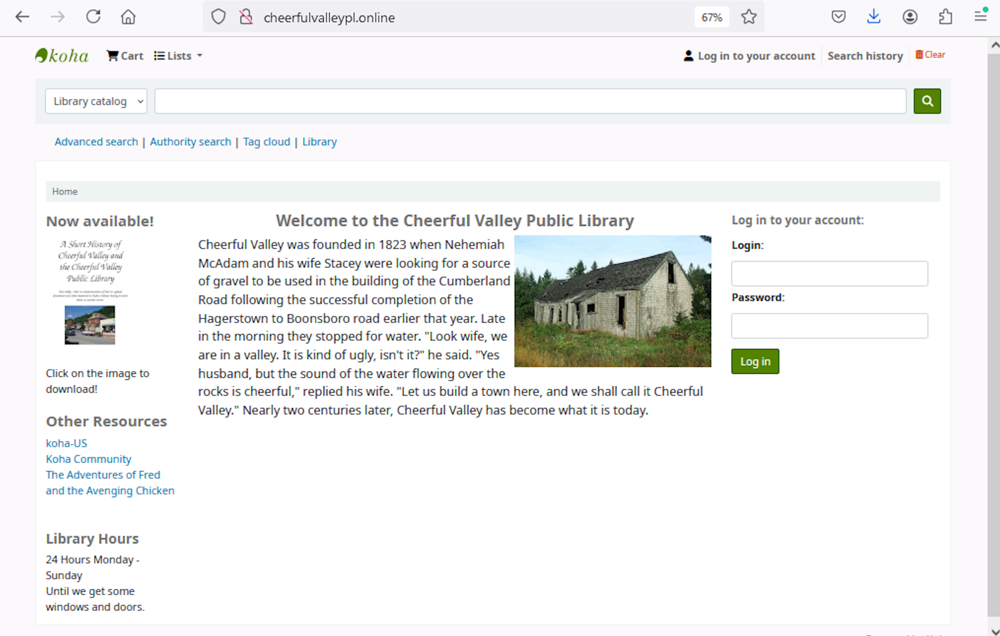 cheerfulvalleypl.online
67%
koha
Cart
Lists
Log in to your account
Search history
Clear
Library catalog
Advanced search | Authority search | Tag cloud | Library
Home
Now available!
A Short History of
Cheerful Valley and
the Cheerful Valley
Public Library
Click on the image to
download!
Other Resources
koha-US
Koha Community
The Adventures of Fred
and the Avenging Chicken
Library Hours
24 Hours Monday -
Sunday
Until we get some
windows and doors.
Welcome to the Cheerful Valley Public Library
Cheerful Valley was founded in 1823 when Nehemiah
McAdam and his wife Stacey were looking for a source
of gravel to be used in the building of the Cumberland
Road following the successful completion of the
Hagerstown to Boonsboro road earlier that year. Late
in the morning they stopped for water. "Look wife, we
are in a valley. It is kind of ugly, isn't it?" he said. "Yes
husband, but the sound of the water flowing over the
rocks is cheerful," replied his wife. "Let us build a town here, and we shall call it Cheerful
Valley." Nearly two centuries later, Cheerful Valley has become what it is today.
Log in to your account:
Login:
Password:
Log in